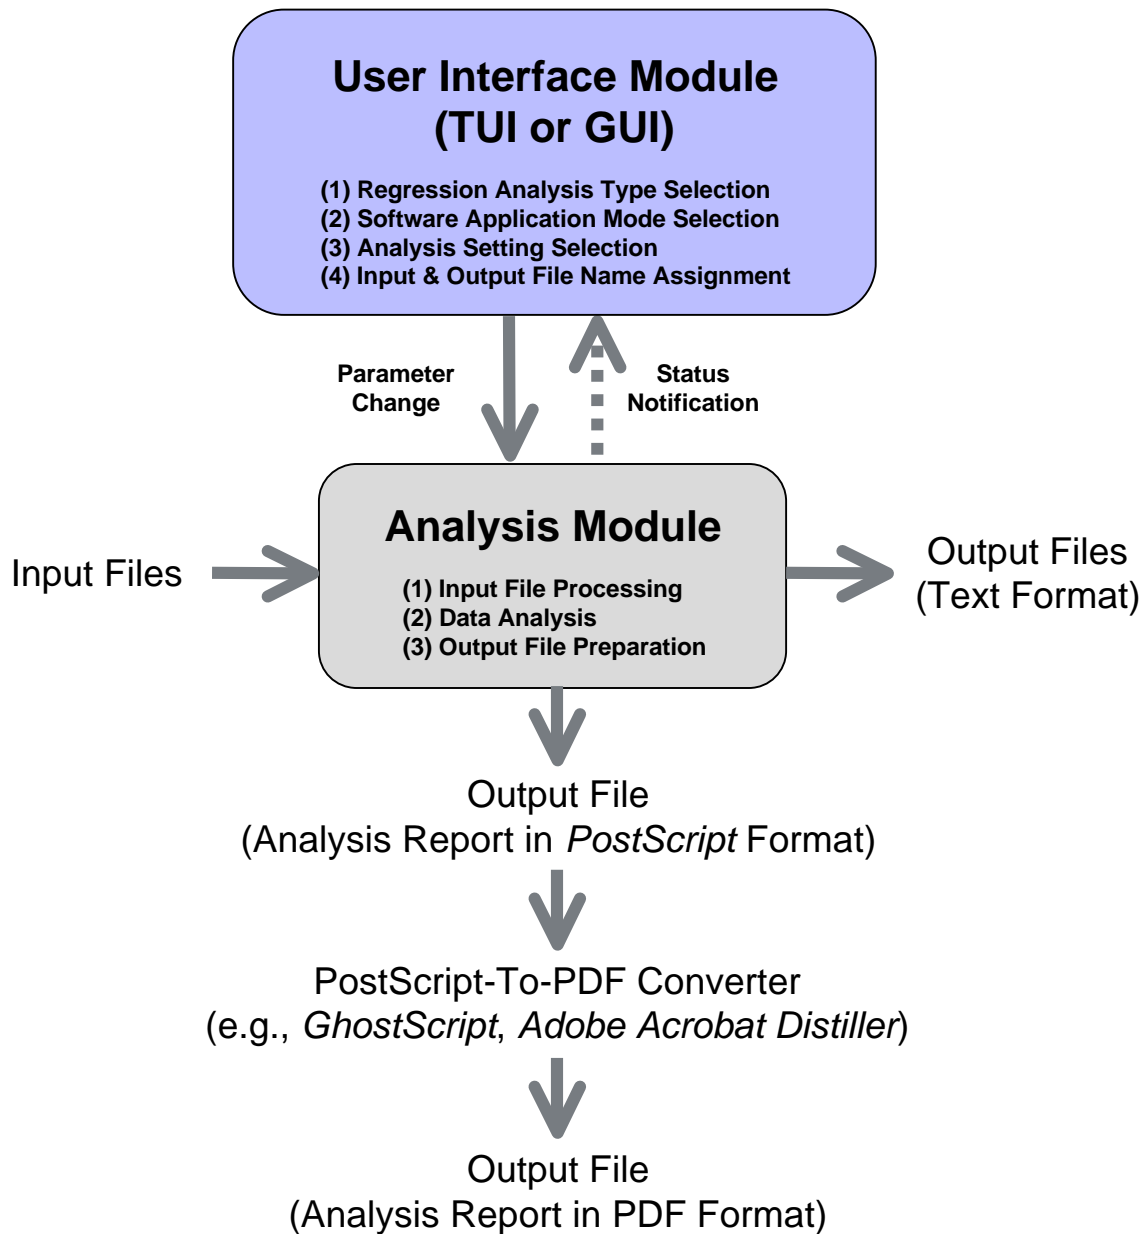 User Interface Module
(TUI or GUI)
(1) Regression Analysis Type Selection
(2) Software Application Mode Selection
(3) Analysis Setting Selection
(4) Input & Output File Name Assignment
Parameter
Change
Status
Notification
Analysis Module
(1) Input File Processing
(2) Data Analysis
(3) Output File Preparation
Input Files
Output Files
(Text Format)
Output File
(Analysis Report in PostScript Format)
PostScript-To-PDF Converter
(e.g., GhostScript, Adobe Acrobat Distiller)
Output File
(Analysis Report in PDF Format)